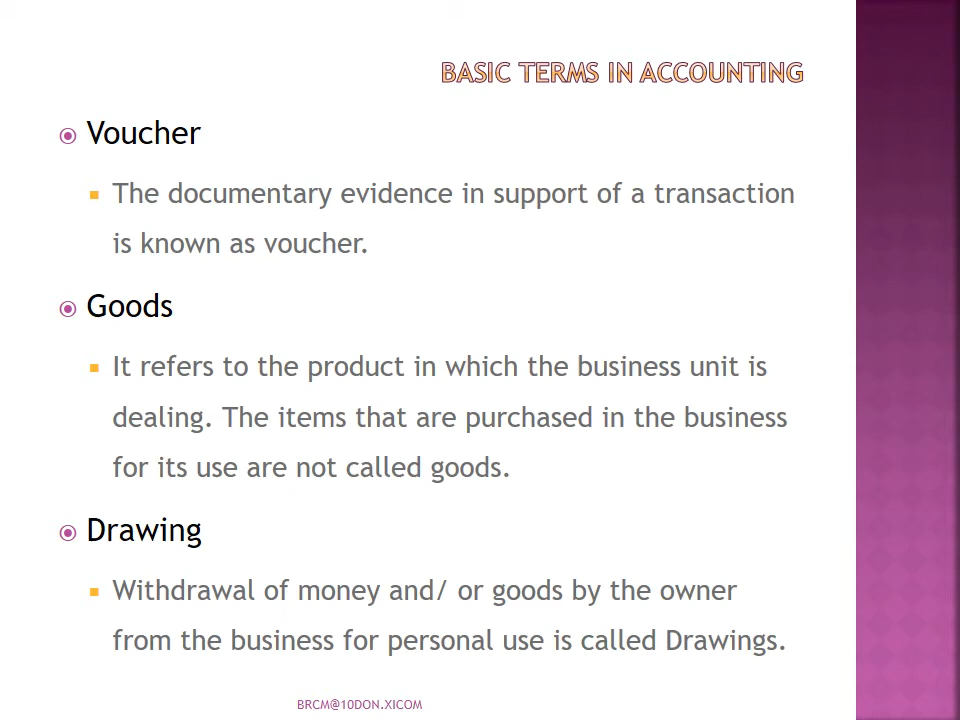 BASIC TERMS IN ACCOUNTING
Voucher
The documentary evidence in support of a transaction
is known as voucher.
Goods
It refers to the product in which the business unit is
dealing. The items that are purchased in the business
for its use are not called goods.
Drawing
Withdrawal of money and/ or goods by the owner
from the business for personal use is called Drawings.
BRCM@10DON.XICOM